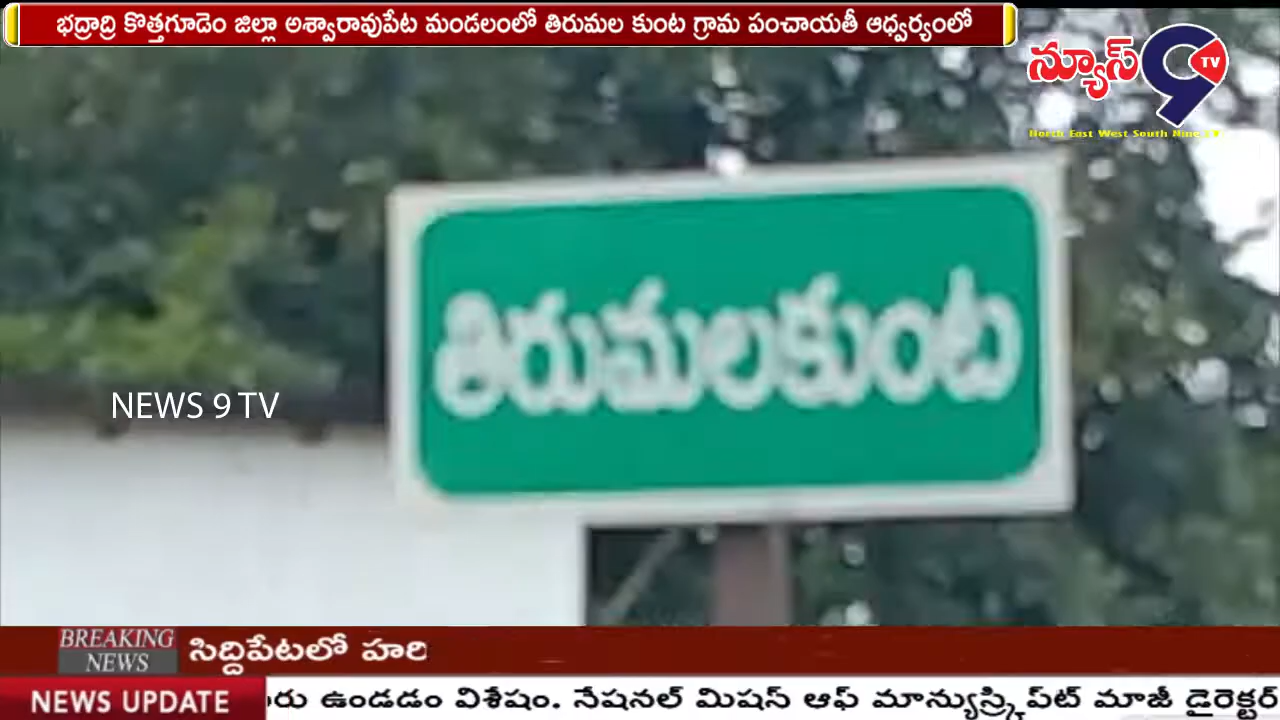 భద్రాద్రి కొత్తగూడెం జిల్లా అశ్వారావుపేట మండలంలో తిరుమల కుంట గ్రామ పంచాయతీ ఆధ్వర్యంలో
న్యూస్ 9 TV
North East West South Nine TV
తిరుమలకుంట
NEWS 9 TV
BREAKING NEWS సిద్దిపేటలో హరి
NEWS UPDATE రు ఉండడం విశేషం. నేషనల్ మిషన్ ఆఫ్ మాన్యుస్క్రిప్ట్ మాజీ డైరెక్టర్